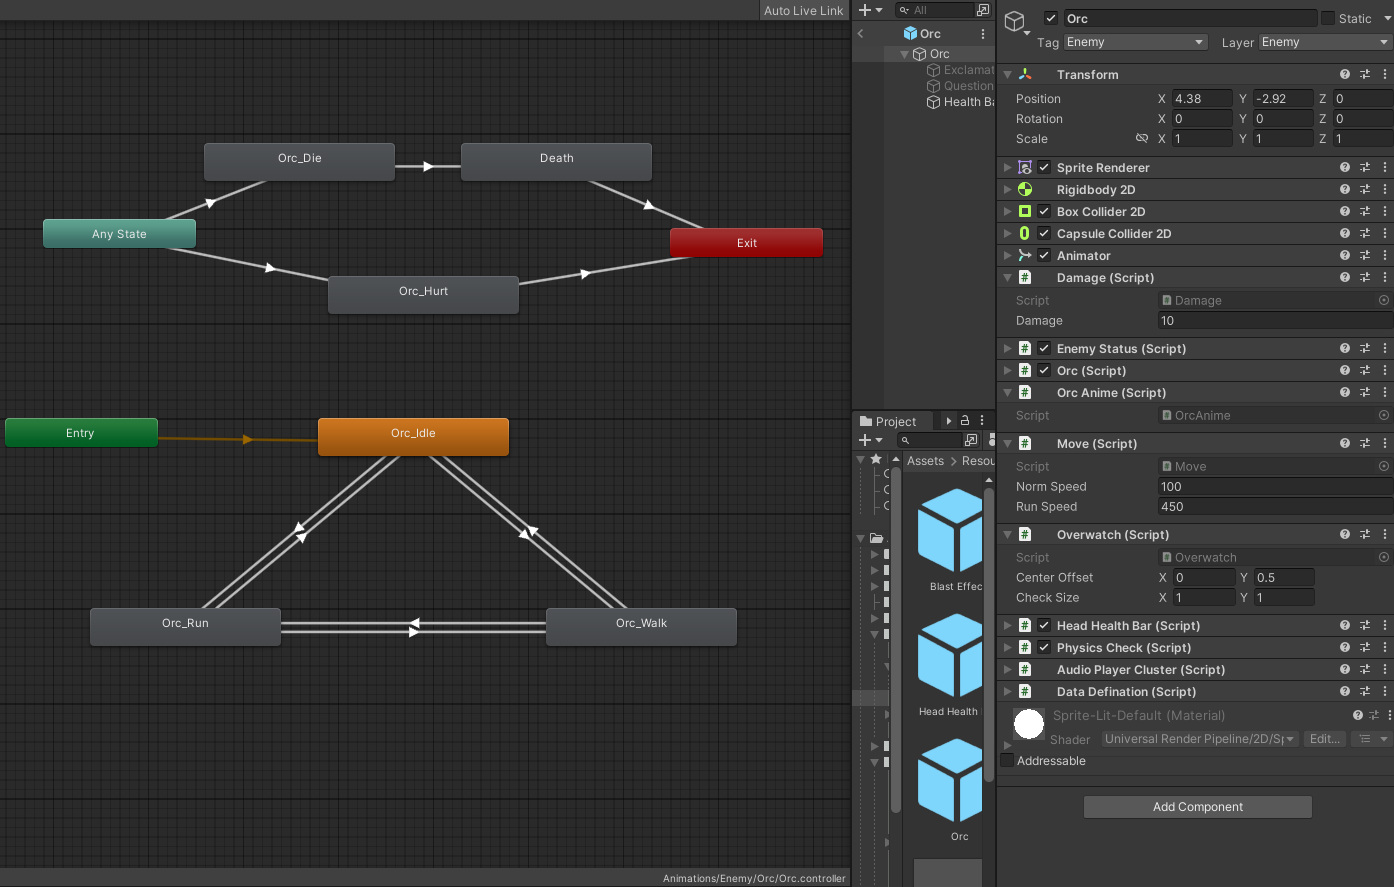 Auto Live Link
Orc_Die
Death
Any State
Exit
Orc_Hurt
Entry
Orc_Idle
Orc_Run
Orc_Walk
Animations/Enemy/Orc/Orc.controller
All
Orc
Orc
Exclamat
Question
Health Ba
Project
Assets > Resou
Blast Effec
Head Health
Orc
Orc
Static
Tag Enemy Layer Enemy
Transform
Position X 4.38 Y -2.92 Z 0
Rotation X 0 Y 0 Z 0
Scale X 1 Y 1 Z 1
Sprite Renderer
Rigidbody 2D
Box Collider 2D
Capsule Collider 2D
Animator
# Damage (Script)
Script # Damage
Damage 10
# Enemy Status (Script)
# Orc (Script)
# Orc Anime (Script)
Script # OrcAnime
# Move (Script)
Script # Move
Norm Speed 100
Run Speed 450
# Overwatch (Script)
Script # Overwatch
Center Offset X 0 Y 0.5
Check Size X 1 Y 1
# Head Health Bar (Script)
# Physics Check (Script)
# Audio Player Cluster (Script)
# Data Defination (Script)
Sprite-Lit-Default (Material)
Shader Universal Render Pipeline/2D/Sp Edit...
Addressable
Add Component